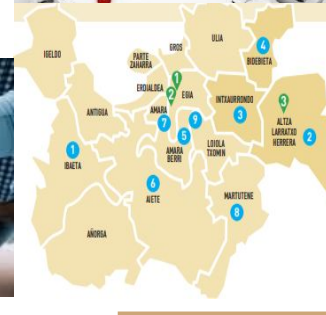 IGELDO
ULIA
GROS
4
BIDEBIETA
PARTE
ZAHARRA
1
ERDIALDEA
EGIA
2
INTXAURRONDO
3
ANTIGUA
AMARA
7
9
3
ALTZA
LARRATXO
HERRERA
2
5
AMARA
BERRI
LOIOLA
TXOMIN
1
IBAETA
6
AIETE
MARTUTENE
8
AÑORGA